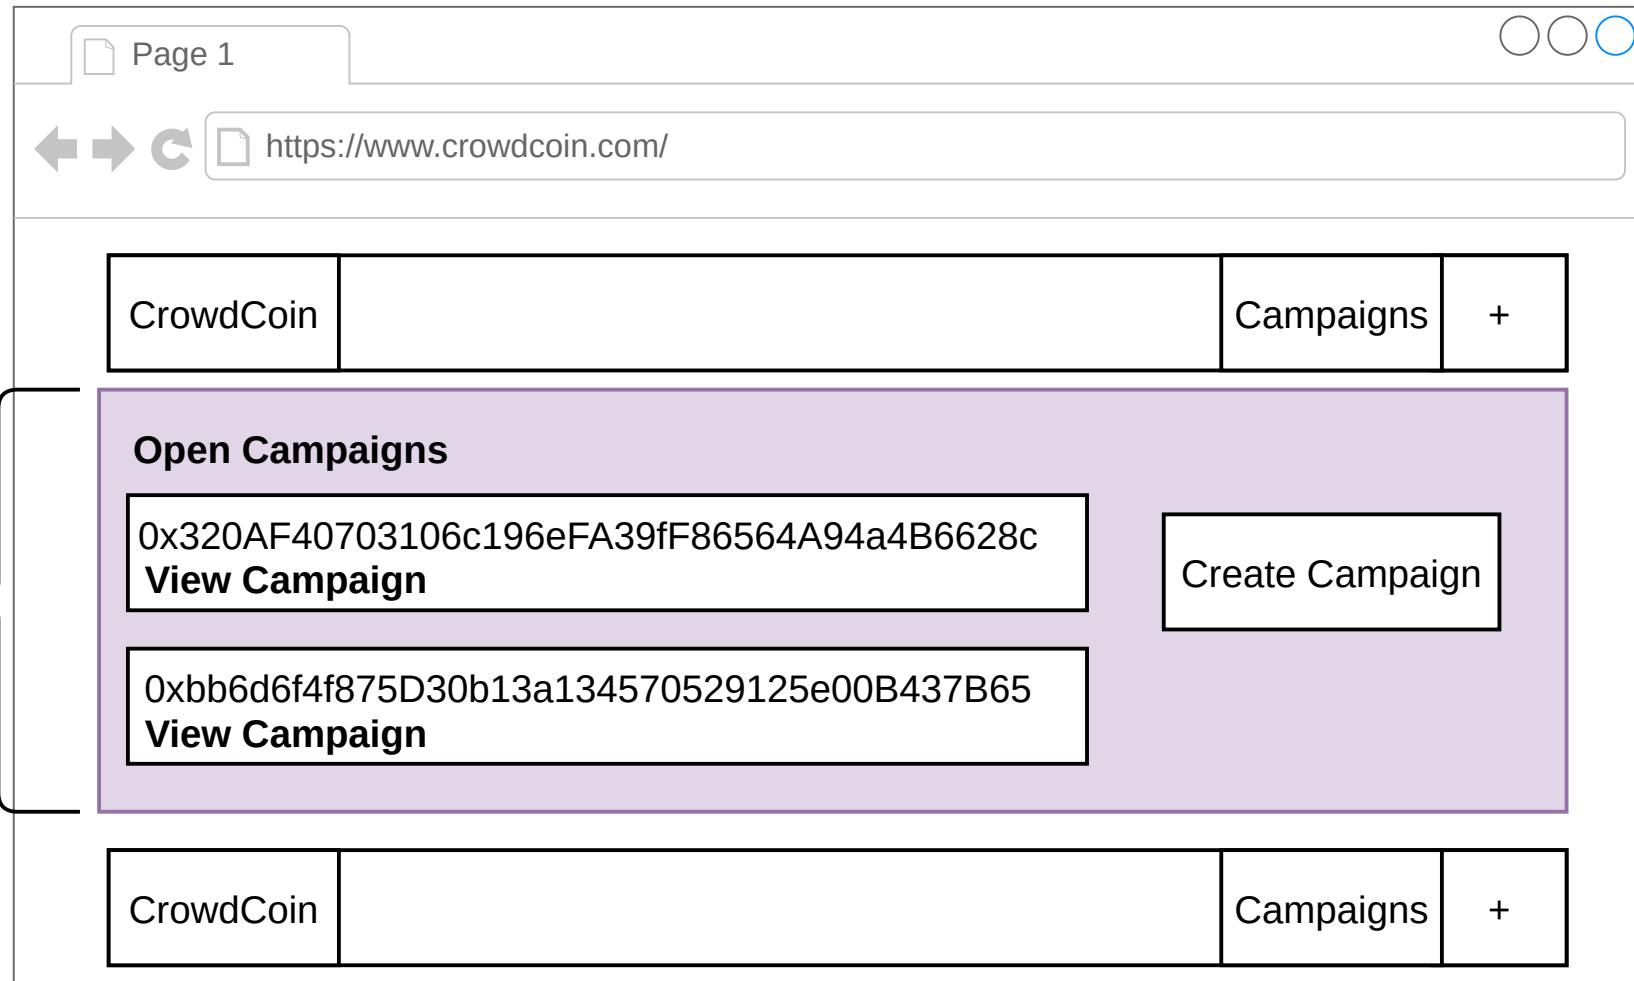 Page 1
https://www.crowdcoin.com/
CrowdCoin Campaigns +
Open Campaigns
0x320AF40703106c196eFA39fF86564A94a4B6628c
View Campaign
Create Campaign
0xbb6d6f4f875D30b13a134570529125e00B437B65
View Campaign
CrowdCoin Campaigns +